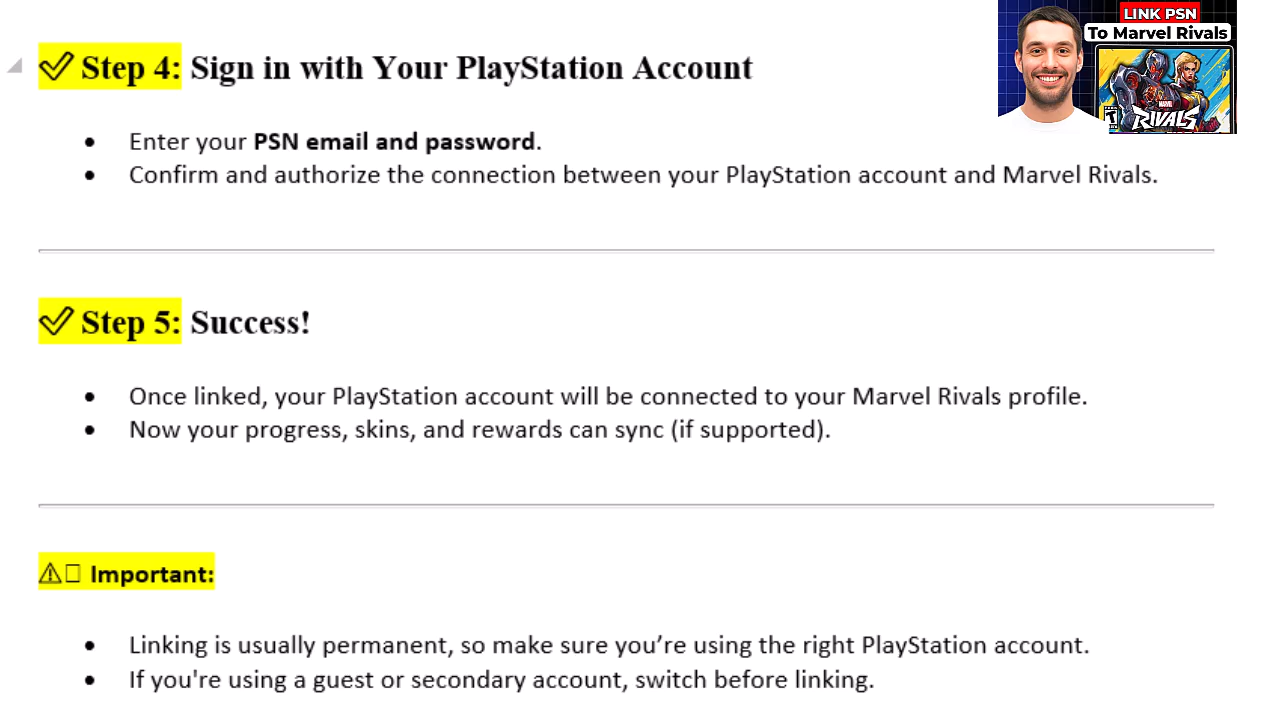 LINK PSN
To Marvel Rivals
MARVEL
RIVALS
T
✓ Step 4: Sign in with Your PlayStation Account
• Enter your PSN email and password.
• Confirm and authorize the connection between your PlayStation account and Marvel Rivals.
✓ Step 5: Success!
• Once linked, your PlayStation account will be connected to your Marvel Rivals profile.
• Now your progress, skins, and rewards can sync (if supported).
⚠ Important:
• Linking is usually permanent, so make sure you’re using the right PlayStation account.
• If you're using a guest or secondary account, switch before linking.